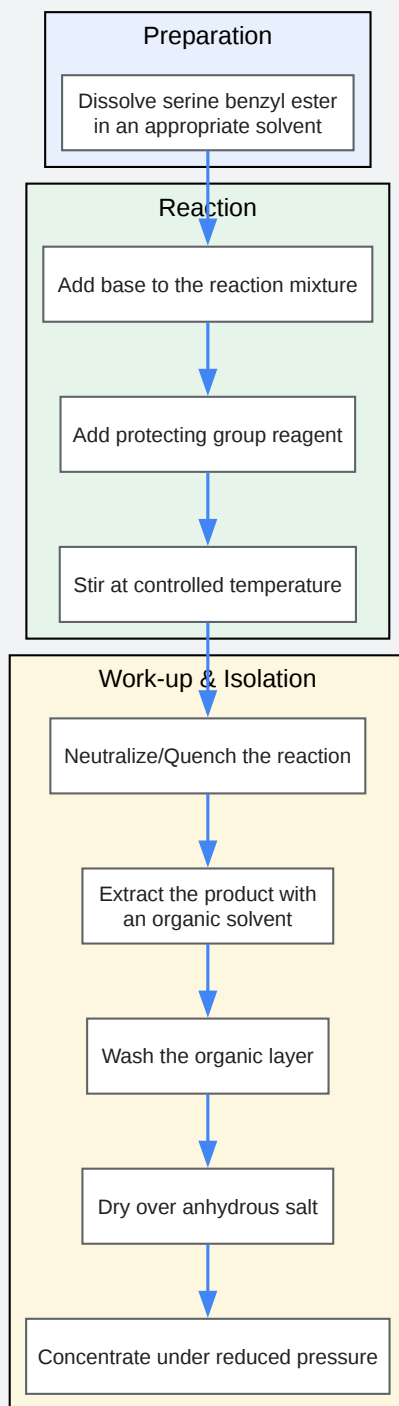 Preparation
Dissolve serine benzyl ester
in an appropriate solvent
Reaction
Add base to the reaction mixture
Add protecting group reagent
Stir at controlled temperature
Work-up & Isolation
Neutralize/Quench the reaction
Extract the product with
an organic solvent
Wash the organic layer
Dry over anhydrous salt
Concentrate under reduced pressure